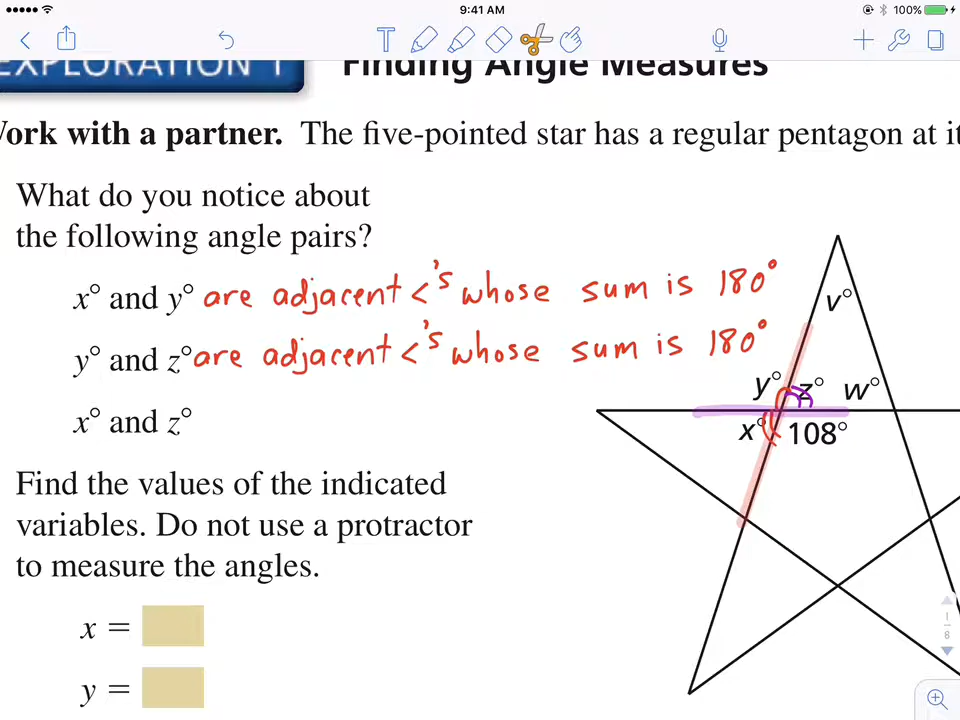 9:41 AM
100%
EXPLORATION 1 Finding Angle Measures
Work with a partner. The five-pointed star has a regular pentagon at
What do you notice about
the following angle pairs?
x° and y° are adjacent <'s whose sum is 180°
y° and z° are adjacent <'s whose sum is 180°
x° and z°
Find the values of the indicated
variables. Do not use a protractor
to measure the angles.
x =
y =
v°
y° z° w°
x° 108°
1
8